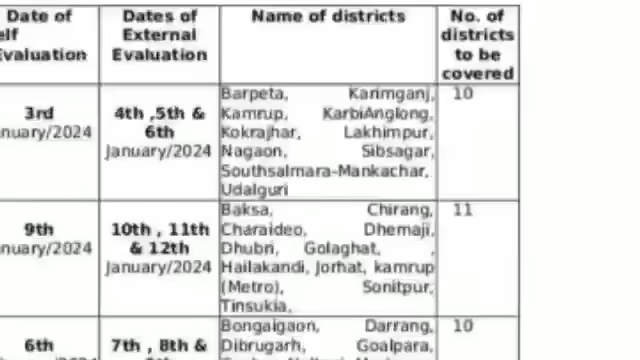 Date of Dates of Name of districts No. of
elf External districts
valuation Evaluation to be
covered
Barpeta, Karimganj, 10
3rd 4th ,5th & Kamrup, KarbiAnglong,
nuary/2024 6th Kokrajhar, Lakhimpur,
January/2024 Nagaon, Sibsagar,
Southsalmara-Mankachar,
Udalguri
Baksa, Chirang, 11
9th 10th , 11th Charaideo, Dhemaji,
nuary/2024 & 12th Dhubri, Golaghat, ,
January/2024 Hailakandi, Jorhat, kamrup
(Metro), Sonitpur,
Tinsukia,
Bongaigaon, Darrang, 10
6th 7th , 8th & Dibrugarh, Goalpara,